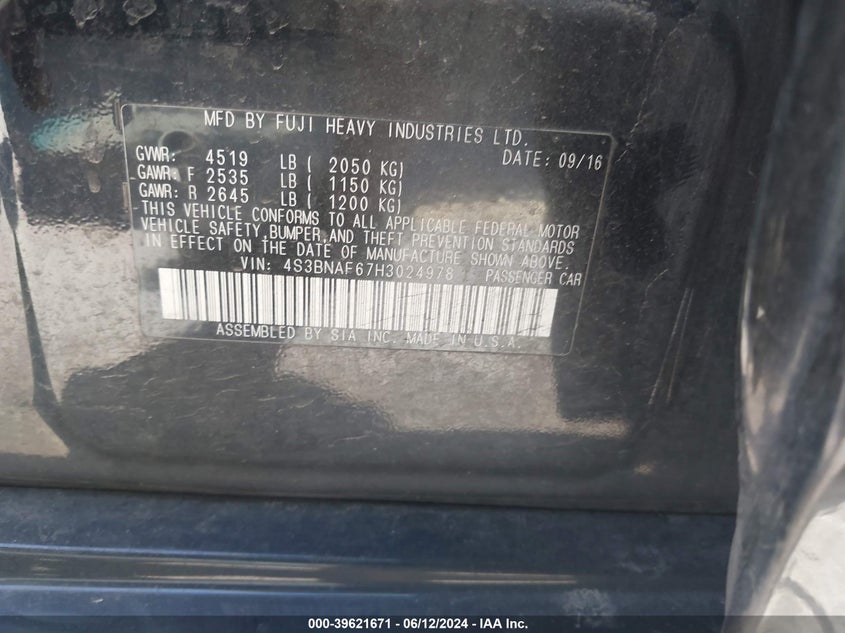 MFD BY FUJI HEAVY INDUSTRIES LTD.
GVWR: 4519 LB ( 2050 KG) DATE: 09/16
GAWR: F 2535 LB ( 1150 KG)
GAWR: R 2645 LB ( 1200 KG)
THIS VEHICLE CONFORMS TO ALL APPLICABLE FEDERAL MOTOR
VEHICLE SAFETY,BUMPER,AND THEFT PREVENTION STANDARDS
IN EFFECT ON THE DATE OF MANUFACTURE SHOWN ABOVE.
VIN: 4S3BNAF67H3024978 PASSENGER CAR
ASSEMBLED BY SIA INC. MADE IN U.S.A.
000-39621671 - 06/12/2024 - IAA Inc.